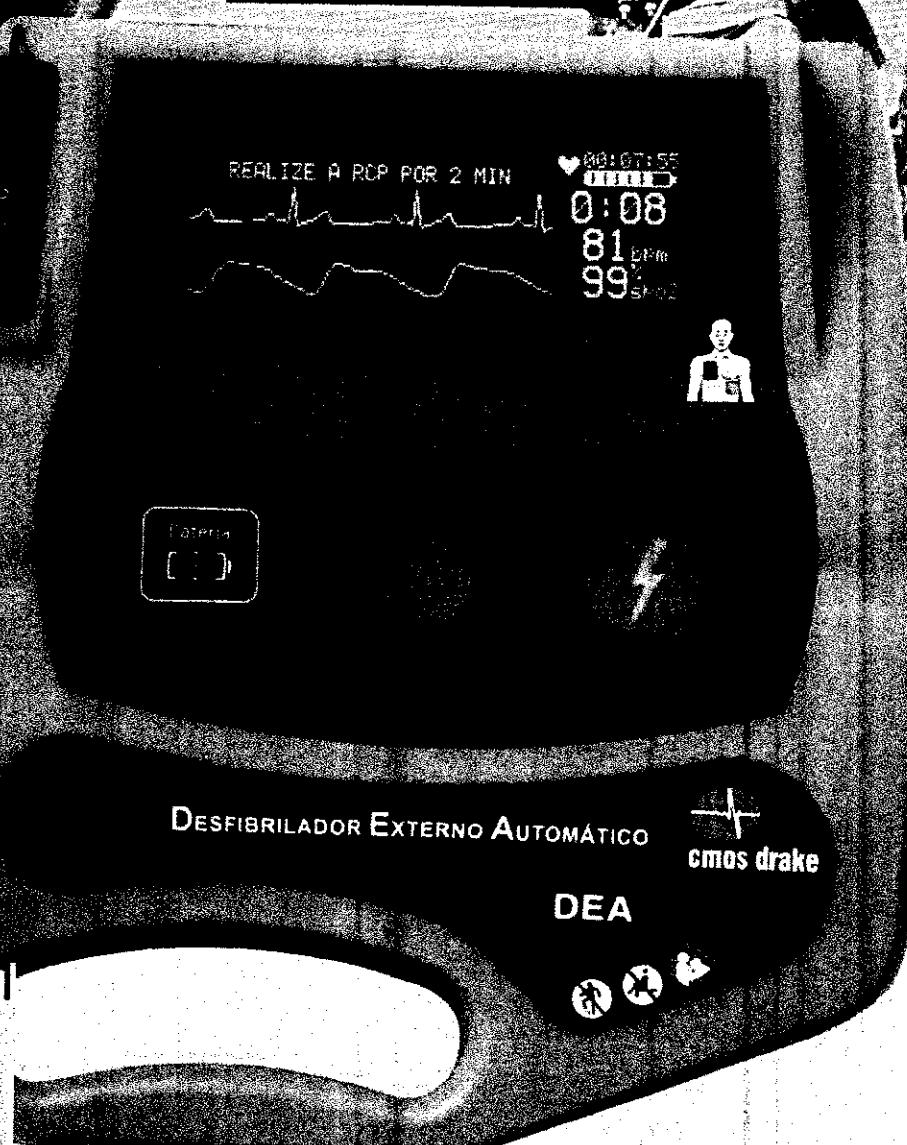 REALIZE A RCP POR 2 MIN
00:07:55
0:08
81 bpm
99 % spo2
Bateria
DESFIBRILADOR EXTERNO AUTOMÁTICO
cmos drake
DEA